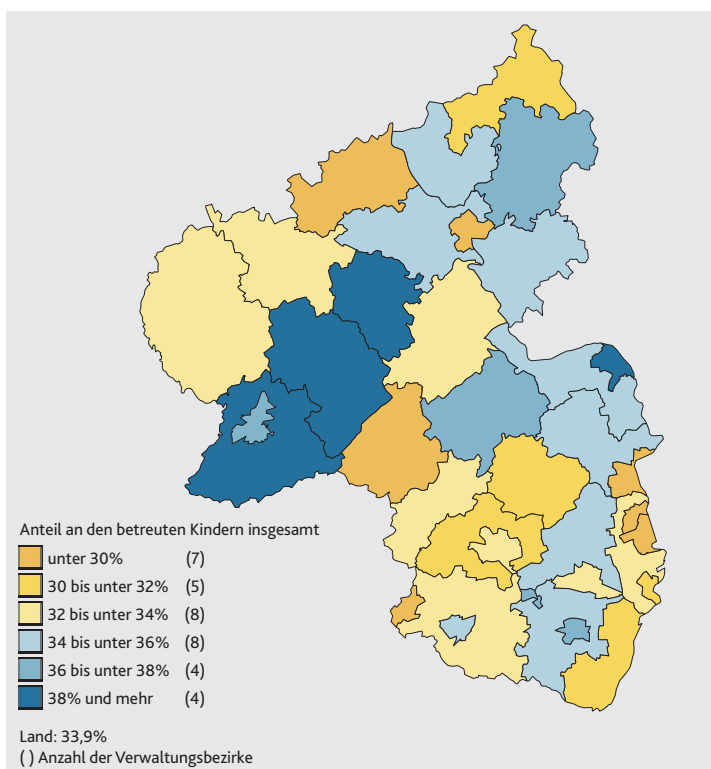 Anteil an den betreuten Kindern insgesamt
unter 30% (7)
30 bis unter 32% (5)
32 bis unter 34% (8)
34 bis unter 36% (8)
36 bis unter 38% (4)
38% und mehr (4)
Land: 33,9%
( ) Anzahl der Verwaltungsbezirke